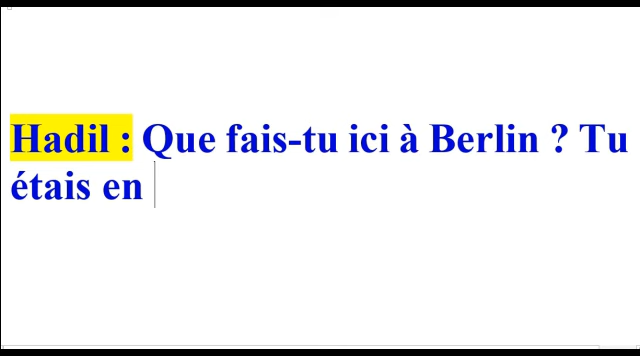 Hadil : Que fais-tu ici à Berlin ? Tu
étais en